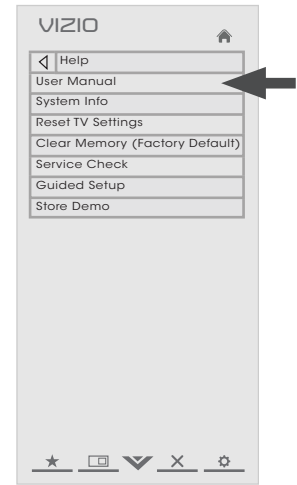 VIZIO
Help
User Manual
System Info
Reset TV Settings
Clear Memory (Factory Default)
Service Check
Guided Setup
Store Demo